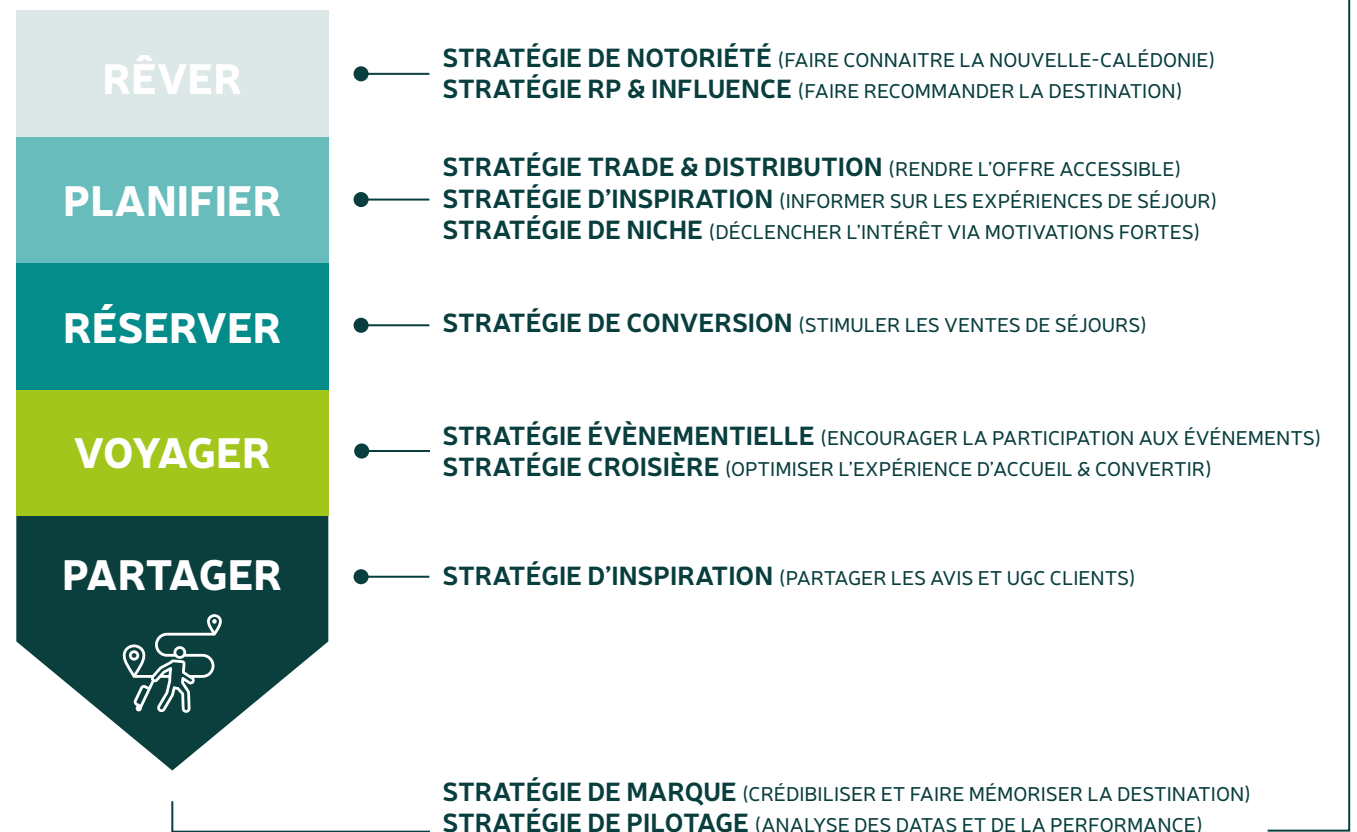 RÊVER
STRATÉGIE DE NOTORIÉTÉ (FAIRE CONNAITRE LA NOUVELLE-CALÉDONIE)
STRATÉGIE RP & INFLUENCE (FAIRE RECOMMANDER LA DESTINATION)
PLANIFIER
STRATÉGIE TRADE & DISTRIBUTION (RENDRE L'OFFRE ACCESSIBLE)
STRATÉGIE D'INSPIRATION (INFORMER SUR LES EXPÉRIENCES DE SÉJOUR)
STRATÉGIE DE NICHE (DÉCLENCHER L'INTÉRÊT VIA MOTIVATIONS FORTES)
RÉSERVER
STRATÉGIE DE CONVERSION (STIMULER LES VENTES DE SÉJOURS)
VOYAGER
STRATÉGIE ÉVÈNEMENTIELLE (ENCOURAGER LA PARTICIPATION AUX ÉVÉNEMENTS)
STRATÉGIE CROISIÈRE (OPTIMISER L'EXPÉRIENCE D'ACCUEIL & CONVERTIR)
PARTAGER
STRATÉGIE D'INSPIRATION (PARTAGER LES AVIS ET UGC CLIENTS)
STRATÉGIE DE MARQUE (CRÉDIBILISER ET FAIRE MÉMORISER LA DESTINATION)
STRATÉGIE DE PILOTAGE (ANALYSE DES DATAS ET DE LA PERFORMANCE)